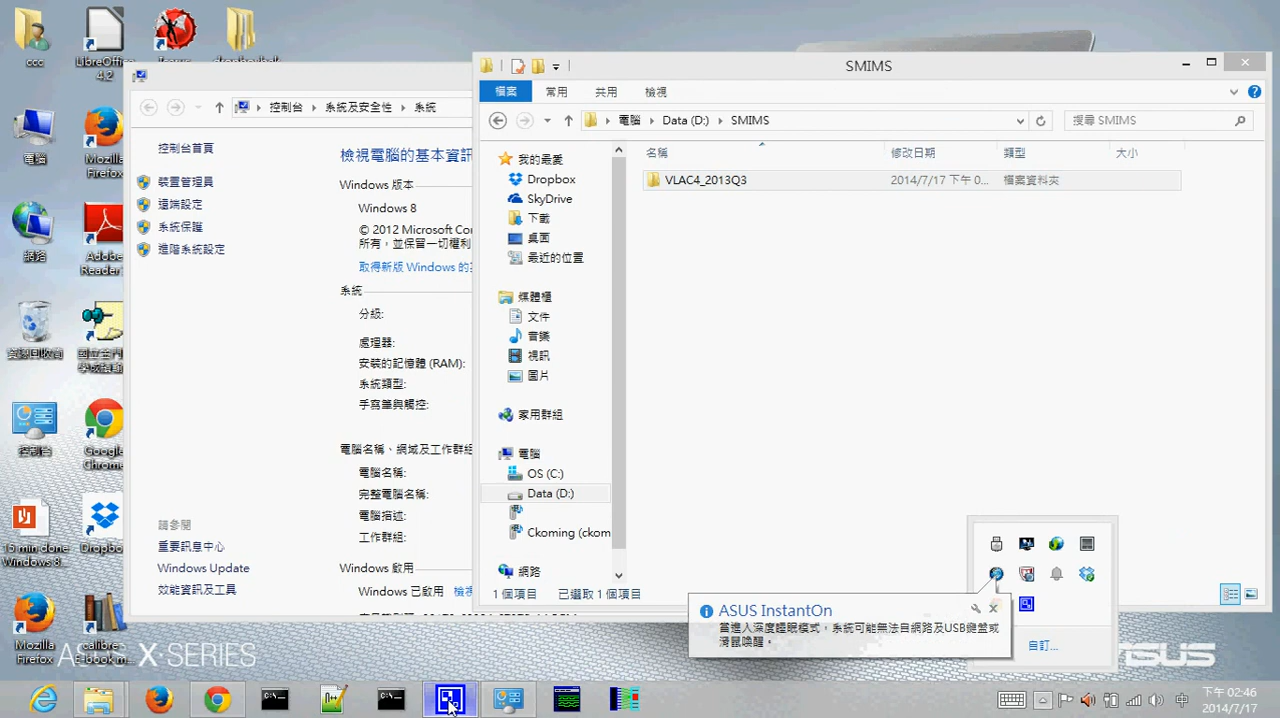 ccc
LibreOffi...
4.2
電腦
Mozilla
Firefox
網路
Adobe
Reader
控制台
Google
Chrome
15 min done
Windows 8...
Dropbox
Mozilla
Firefox
calibre -
E-book m...
ASUS X-SERIES
控制台 系統及安全性 系統
控制台首頁
裝置管理員
遠端設定
系統保護
進階系統設定
請參閱
重要訊息中心
Windows Update
效能資訊及工具
檢視電腦的基本資訊
Windows 版本
Windows 8
© 2012 Microsoft Cor
所有，並保留一切權利
取得新版 Windows 的
系統
分級:
處理器:
安裝的記憶體 (RAM):
系統類型:
手寫筆與觸控:
電腦名稱、網域及工作群組
電腦名稱:
完整電腦名稱:
電腦描述:
工作群組:
Windows 啟用
Windows 已啟用 檢視
SMIMS
檔案 常用 共用 檢視
電腦 Data (D:) SMIMS
搜尋 SMIMS
名稱 修改日期 類型 大小
VLAC4_2013Q3 2014/7/17 下午 0... 檔案資料夾
我的最愛
Dropbox
SkyDrive
下載
桌面
最近的位置
媒體櫃
文件
音樂
視訊
圖片
家用群組
電腦
OS (C:)
Data (D:)
Ckoming (ckom
網路
1 個項目 已選取 1 個項目
ASUS InstantOn
當進入深度睡眠模式，系統可能無法自網路及USB鍵盤或
滑鼠喚醒。
自訂...
中
下午 02:46
2014/7/17